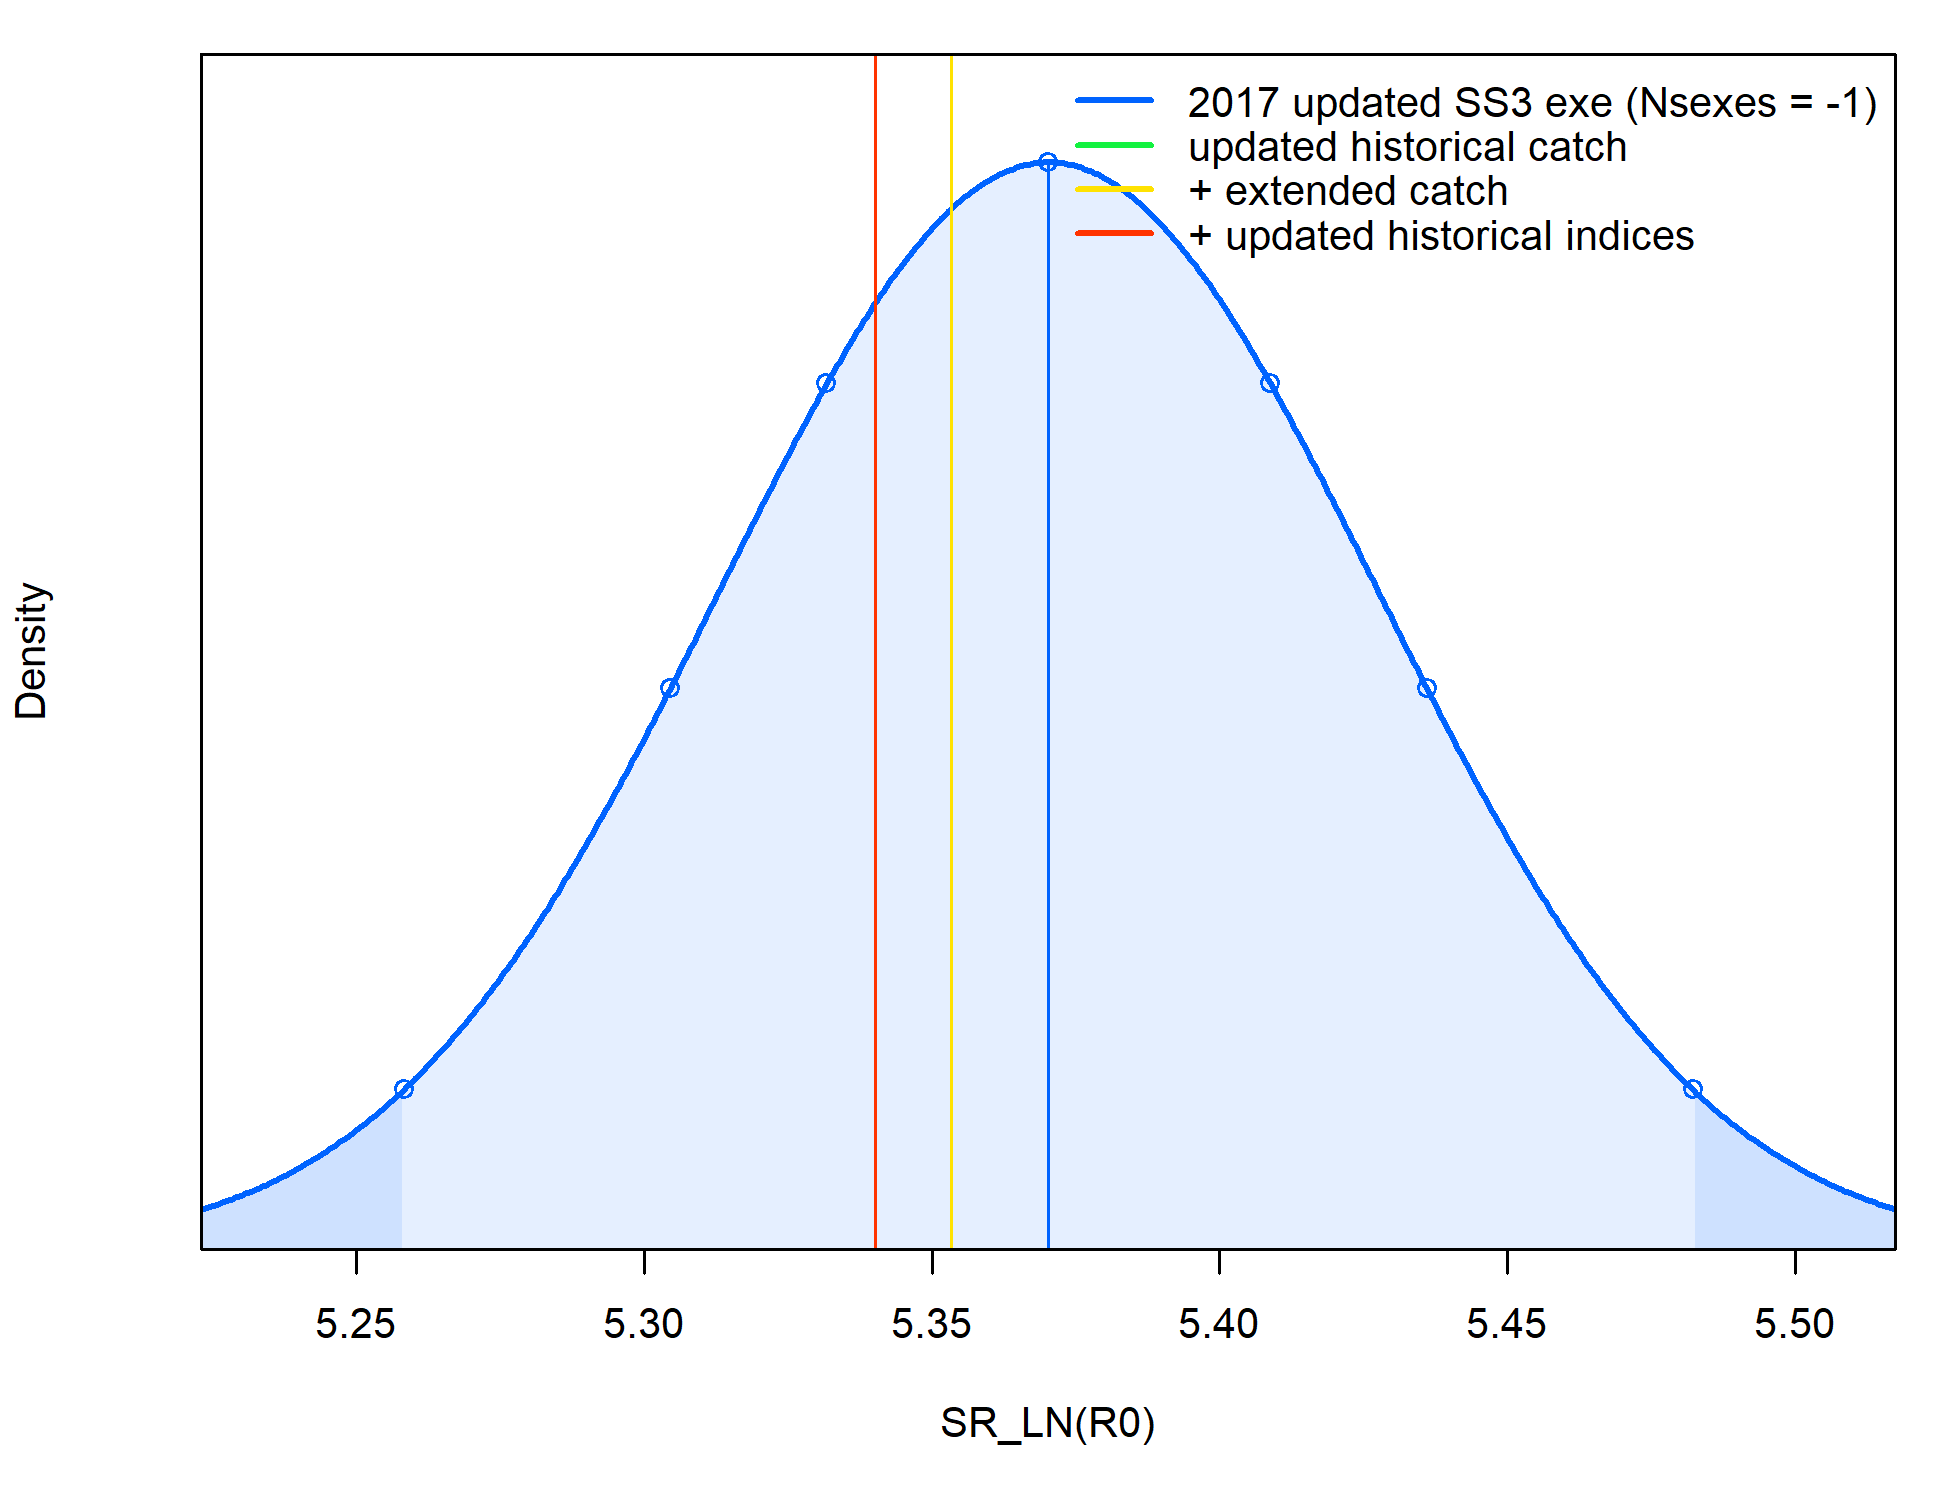 2017 updated SS3 exe (Nsexes = -1)
updated historical catch
+ extended catch
+ updated historical indices
Density
5.25 5.30 5.35 5.40 5.45 5.50
SR_LN(R0)